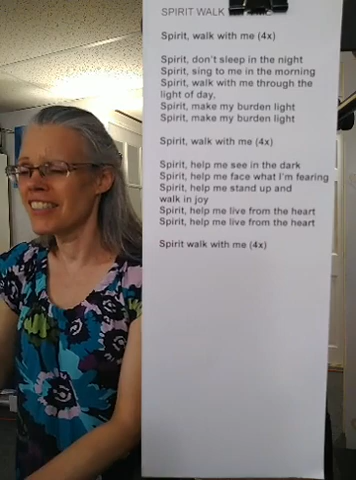 SPIRIT WALK
Spirit, walk with me (4x)
Spirit, don't sleep in the night
Spirit, sing to me in the morning
Spirit, walk with me through the
light of day,
Spirit, make my burden light
Spirit, make my burden light
Spirit, walk with me (4x)
Spirit, help me see in the dark
Spirit, help me face what I'm fearing
Spirit, help me stand up and
walk in joy
Spirit, help me live from the heart
Spirit, help me live from the heart
Spirit walk with me (4x)